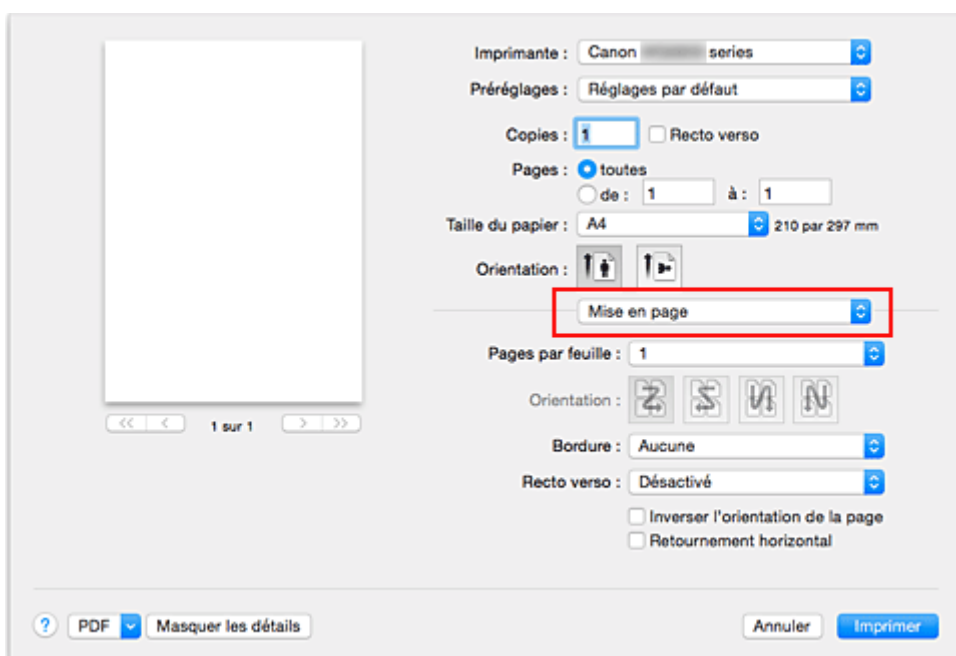 Imprimante : Canon series
Préréglages : Réglages par défaut
Copies : 1 Recto verso
Pages : toutes
de : 1 à : 1
Taille du papier : A4 210 par 297 mm
Orientation :
Mise en page
Pages par feuille : 1
Orientation :
<< < 1 sur 1 > >>
Bordure : Aucune
Recto verso : Désactivé
Inverser l'orientation de la page
Retournement horizontal
? PDF Masquer les détails Annuler Imprimer